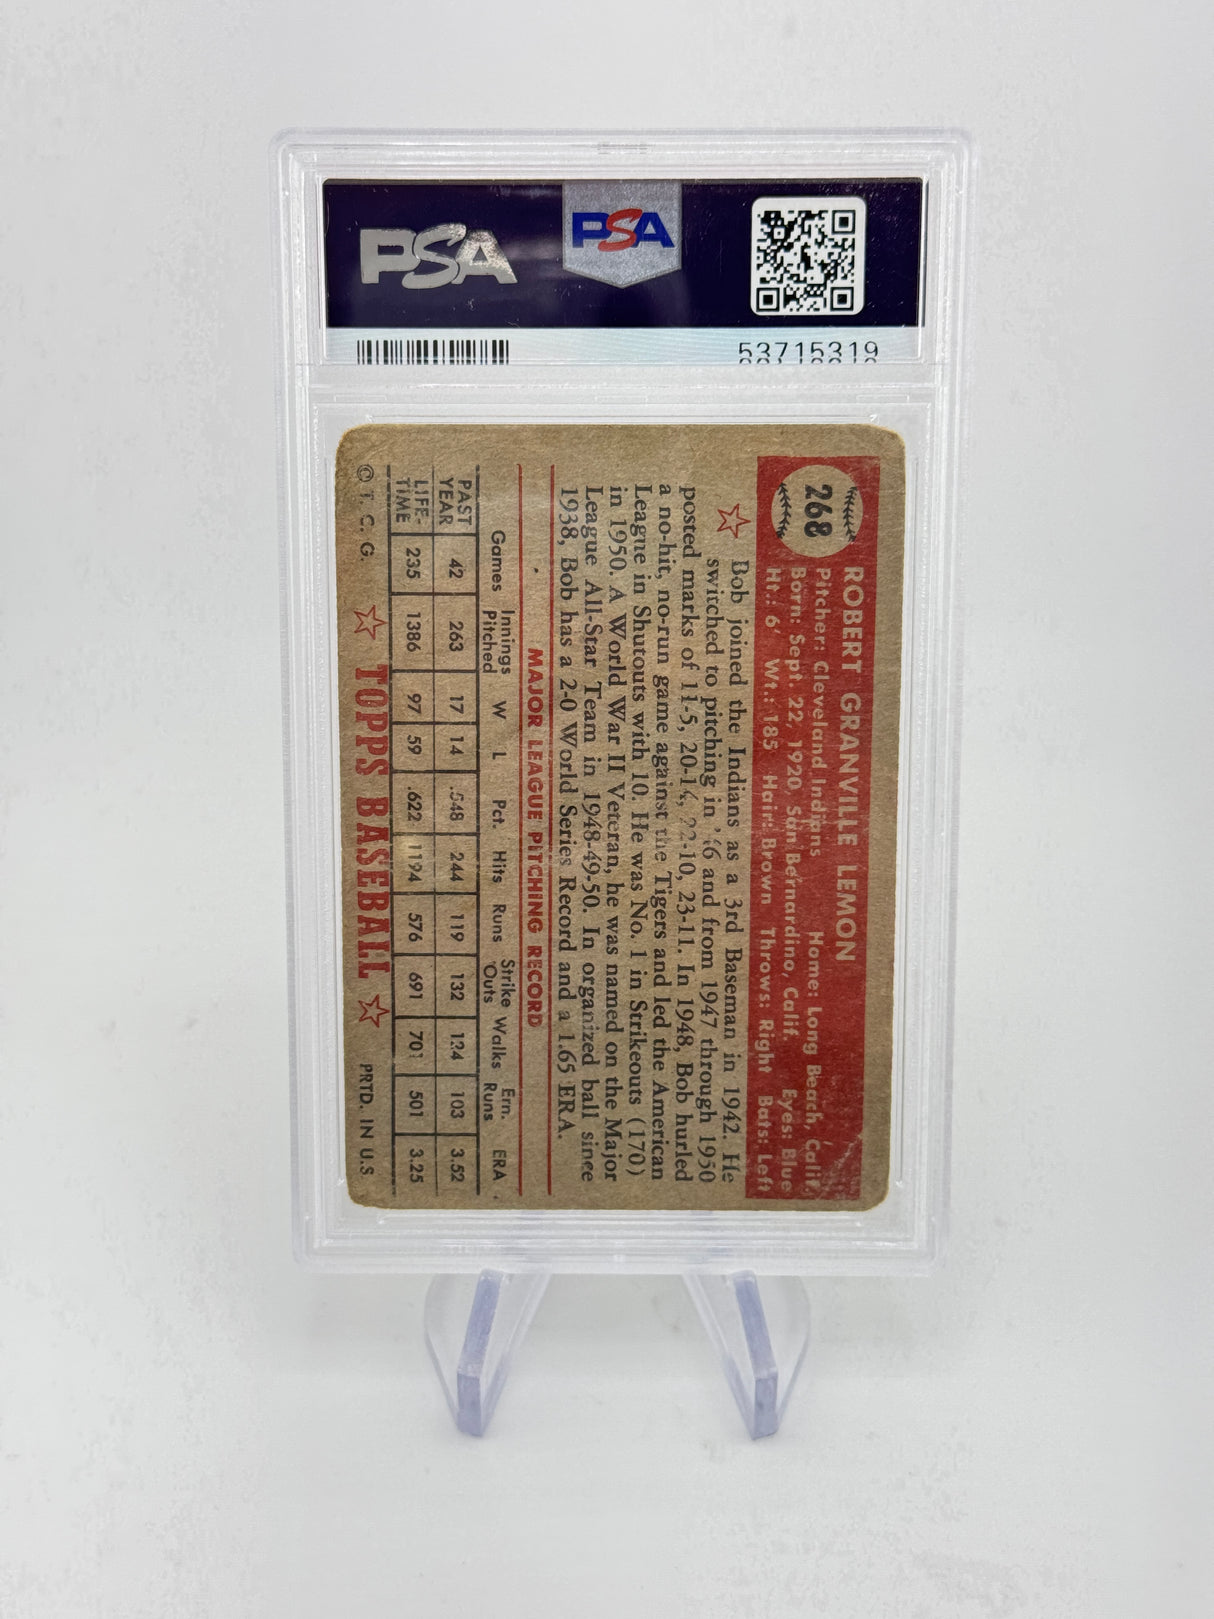 PSA
PSA
53715319
268
ROBERT GRANVILLE LEMON
Pitcher: Cleveland Indians Home: Long Beach, Calif.
Born: Sept. 22, 1920, San Bernardino, Calif. Eyes: Blue
Ht.: 6' Wt.: 185 Hair: Brown Throws: Right Bats: Left
Bob joined the Indians as a 3rd Baseman in 1942. He
switched to pitching in '46 and from 1947 through 1950
posted marks of 11-5, 20-14, 22-10, 23-11. In 1948, Bob hurled
a no-hit, no-run game against the Tigers and led the American
League in Shutouts with 10. He was No. 1 in Strikeouts (170)
in 1950. A World War II Veteran, he was named on the Major
League All-Star Team in 1948-49-50. In organized ball since
1938, Bob has a 2-0 World Series Record and a 1.65 ERA.
MAJOR LEAGUE PITCHING RECORD
Games Innings Pitched W L Pct. Hits Runs Strike Outs Walks Ern. Runs ERA
PAST YEAR 42 263 17 14 .548 244 119 132 124 103 3.52
LIFE-TIME 235 1386 97 59 .622 1194 576 691 701 501 3.25
© T. C. G. TOPPS BASEBALL PRTD. IN U.S